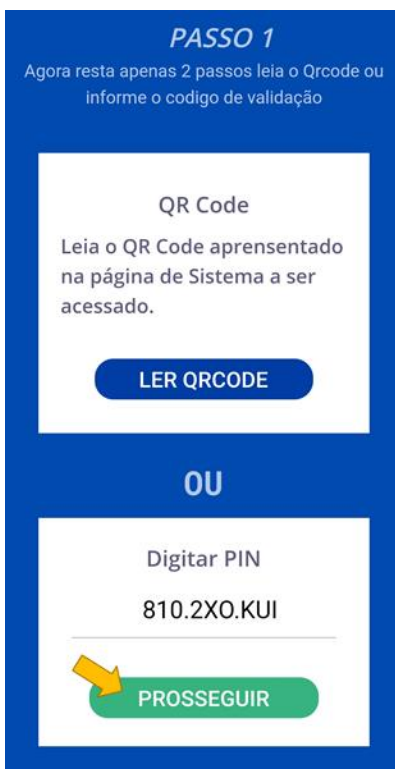 PASSO 1
Agora resta apenas 2 passos leia o Qrcode ou
informe o codigo de validação
QR Code
Leia o QR Code aprensentado
na página de Sistema a ser
acessado.
LER QRCODE
OU
Digitar PIN
810.2XO.KUI
PROSSEGUIR